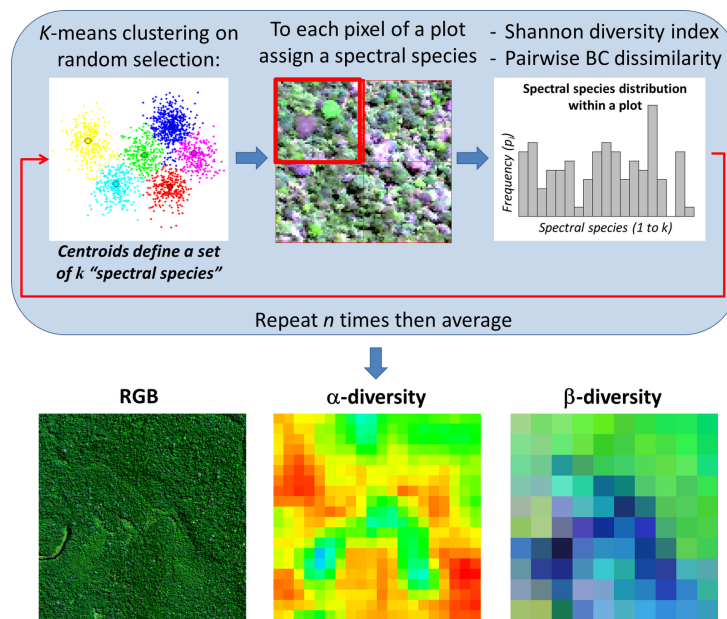 K-means clustering on
random selection:
Centroids define a set
of k “spectral species”
To each pixel of a plot
assign a spectral species
- Shannon diversity index
- Pairwise BC dissimilarity
Spectral species distribution
within a plot
Frequency (pi)
Spectral species (1 to k)
Repeat n times then average
RGB
α-diversity
β-diversity